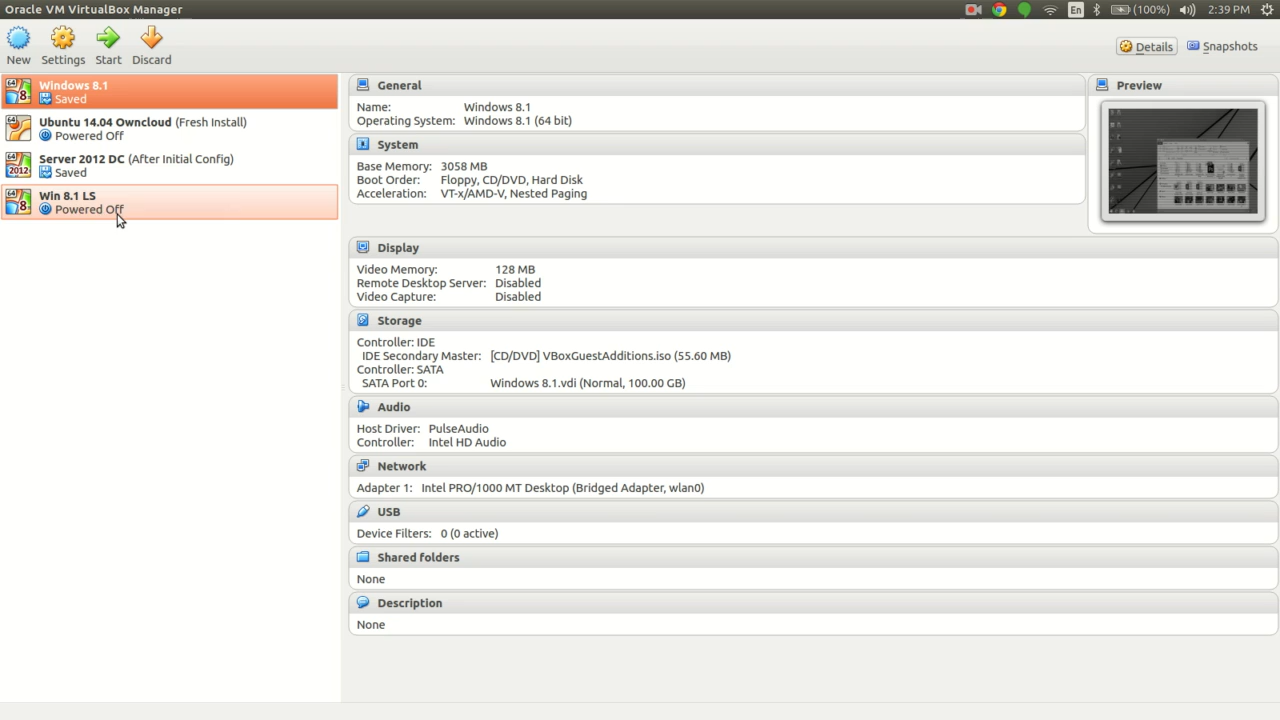 Oracle VM VirtualBox Manager
En
(100%)
2:39 PM
New
Settings
Start
Discard
Details
Snapshots
64
8
Windows 8.1
Saved
64
Ubuntu 14.04 Owncloud (Fresh Install)
Powered Off
64
2012
Server 2012 DC (After Initial Config)
Saved
64
8
Win 8.1 LS
Powered Off
General
Name: Windows 8.1
Operating System: Windows 8.1 (64 bit)
System
Base Memory: 3058 MB
Boot Order: Floppy, CD/DVD, Hard Disk
Acceleration: VT-x/AMD-V, Nested Paging
Preview
Display
Video Memory: 128 MB
Remote Desktop Server: Disabled
Video Capture: Disabled
Storage
Controller: IDE
IDE Secondary Master: [CD/DVD] VBoxGuestAdditions.iso (55.60 MB)
Controller: SATA
SATA Port 0: Windows 8.1.vdi (Normal, 100.00 GB)
Audio
Host Driver: PulseAudio
Controller: Intel HD Audio
Network
Adapter 1: Intel PRO/1000 MT Desktop (Bridged Adapter, wlan0)
USB
Device Filters: 0 (0 active)
Shared folders
None
Description
None